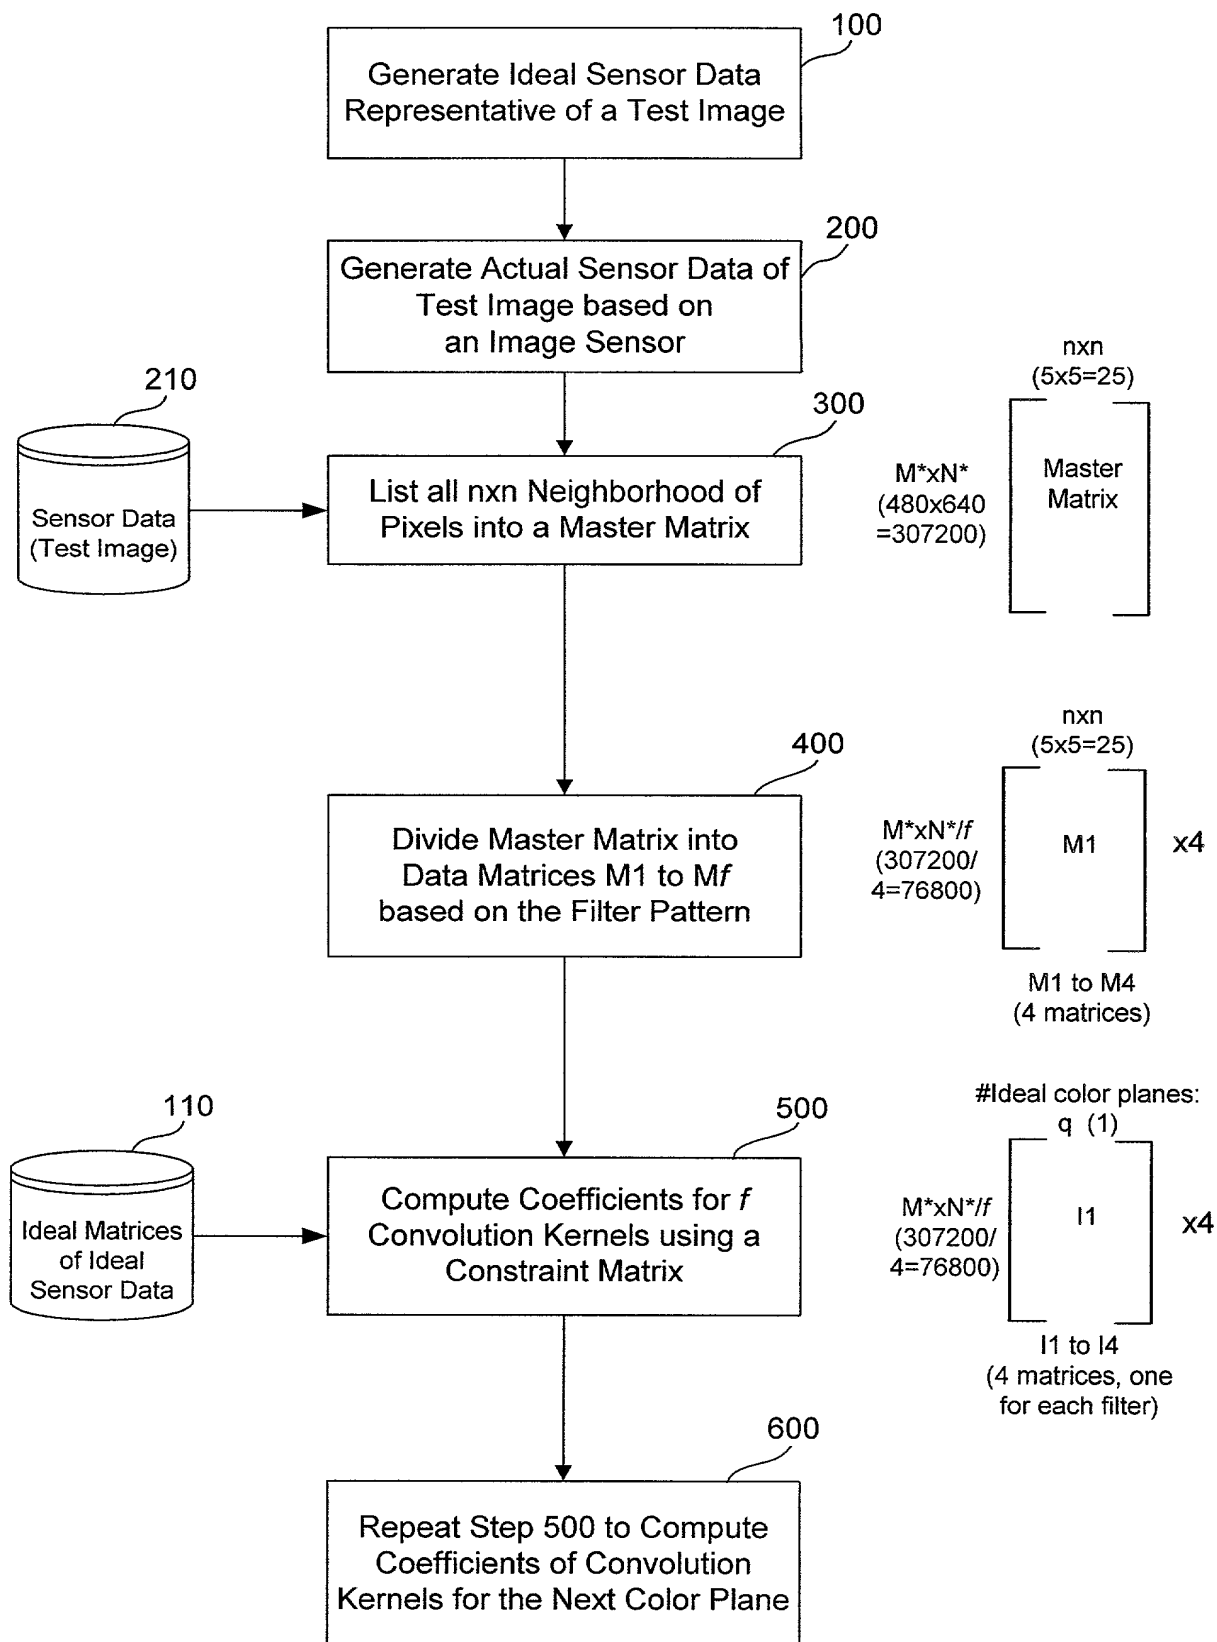 100
Generate Ideal Sensor Data
Representative of a Test Image
200
Generate Actual Sensor Data of
Test Image based on
an Image Sensor
210
Sensor Data
(Test Image)
300
List all nxn Neighborhood of
Pixels into a Master Matrix
nxn
(5x5=25)
M*xN*
(480x640
=307200)
Master
Matrix
400
Divide Master Matrix into
Data Matrices M1 to Mf
based on the Filter Pattern
nxn
(5x5=25)
M*xN*/f
(307200/
4=76800)
M1
x4
M1 to M4
(4 matrices)
110
Ideal Matrices
of Ideal
Sensor Data
500
Compute Coefficients for f
Convolution Kernels using a
Constraint Matrix
#Ideal color planes:
q (1)
M*xN*/f
(307200/
4=76800)
I1
x4
I1 to I4
(4 matrices, one
for each filter)
600
Repeat Step 500 to Compute
Coefficients of Convolution
Kernels for the Next Color Plane